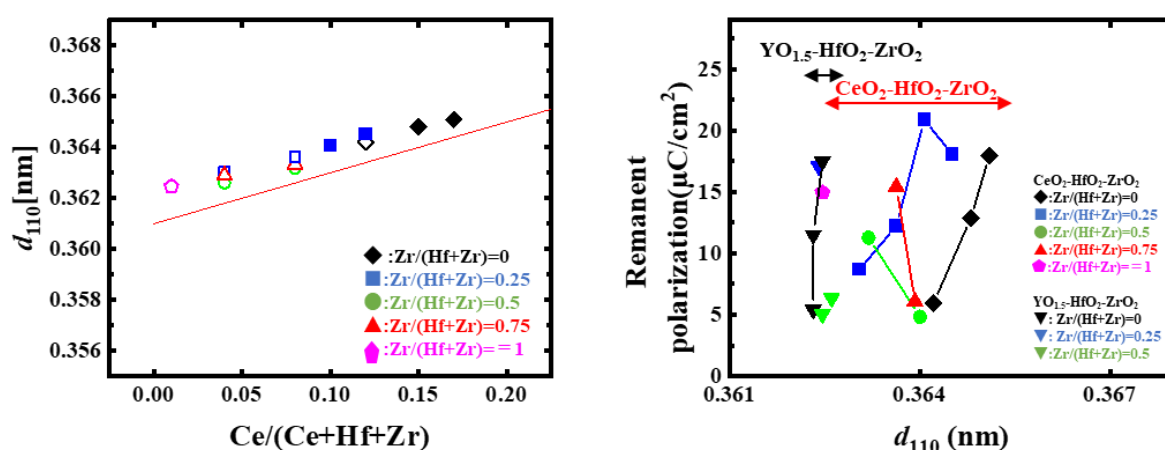 0.368
0.366
0.364
0.362
0.360
0.358
0.356
d110[nm]
◆:Zr/(Hf+Zr)=0
■:Zr/(Hf+Zr)=0.25
●:Zr/(Hf+Zr)=0.5
▲:Zr/(Hf+Zr)=0.75
⬟:Zr/(Hf+Zr)=＝1
0.00 0.05 0.10 0.15 0.20
Ce/(Ce+Hf+Zr)
YO1.5-HfO2-ZrO2
CeO2-HfO2-ZrO2
25
20
15
10
5
0
Remanent
polarization(μC/cm2)
CeO2-HfO2-ZrO2
◆:Zr/(Hf+Zr)=0
■:Zr/(Hf+Zr)=0.25
●:Zr/(Hf+Zr)=0.5
▲:Zr/(Hf+Zr)=0.75
⬟:Zr/(Hf+Zr)=＝1
YO1.5-HfO2-ZrO2
▼: Zr/(Hf+Zr)=0
▼: Zr/(Hf+Zr)=0.25
▼:Zr/(Hf+Zr)=0.5
0.361 0.364 0.367
d110 (nm)